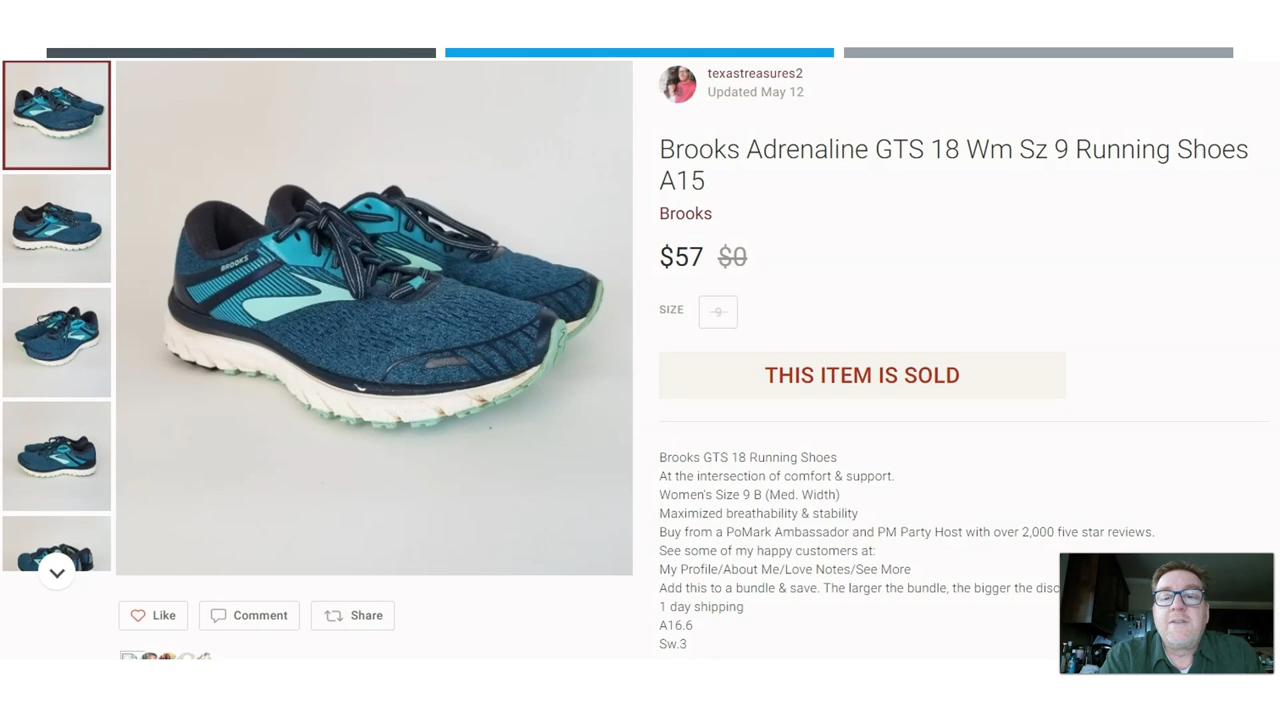 texastreasures2
Updated May 12
Brooks Adrenaline GTS 18 Wm Sz 9 Running Shoes
A15
Brooks
$57 $0
SIZE 9
THIS ITEM IS SOLD
Brooks GTS 18 Running Shoes
At the intersection of comfort & support.
Women's Size 9 B (Med. Width)
Maximized breathability & stability
Buy from a PoMark Ambassador and PM Party Host with over 2,000 five star reviews.
See some of my happy customers at:
My Profile/About Me/Love Notes/See More
Add this to a bundle & save. The larger the bundle, the bigger the disco
1 day shipping
A16.6
Sw.3
BROOKS
Like Comment Share